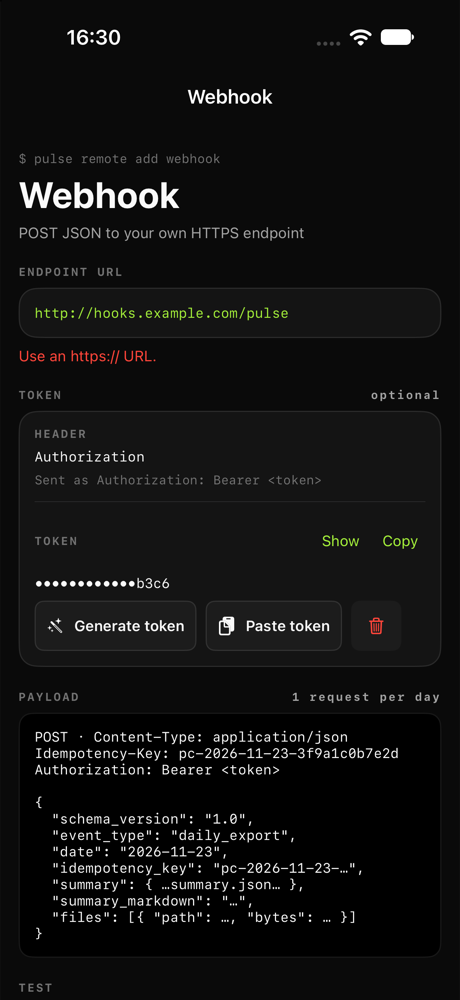 16:30
Webhook
$ pulse remote add webhook
Webhook
POST JSON to your own HTTPS endpoint
ENDPOINT URL
http://hooks.example.com/pulse
Use an https:// URL.
TOKEN optional
HEADER
Authorization
Sent as Authorization: Bearer <token>
TOKEN Show Copy
••••••••••••b3c6
Generate token Paste token
PAYLOAD 1 request per day
POST · Content-Type: application/json
Idempotency-Key: pc-2026-11-23-3f9a1c0b7e2d
Authorization: Bearer <token>
{
"schema_version": "1.0",
"event_type": "daily_export",
"date": "2026-11-23",
"idempotency_key": "pc-2026-11-23-…",
"summary": { …summary.json… },
"summary_markdown": "…",
"files": [{ "path": …, "bytes": … }]
}
TEST